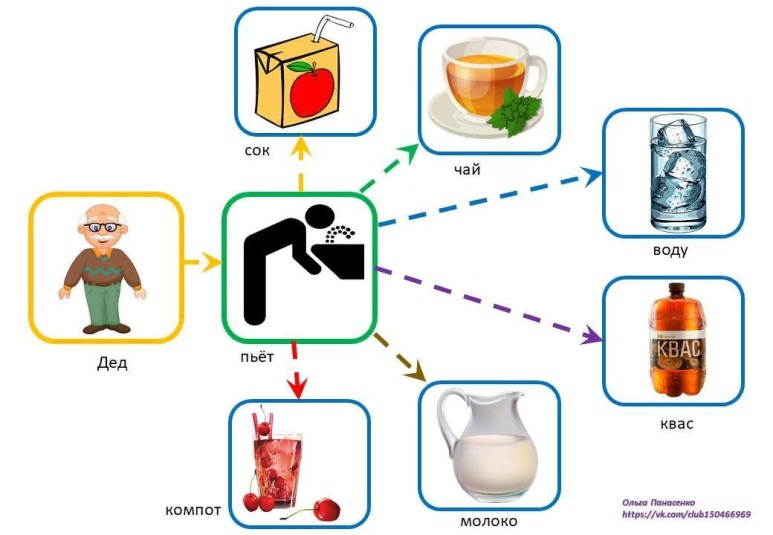 сок
чай
воду
Дед
пьёт
КВАС
квас
компот
молоко
Ольга Панасенко
https://vk.com/club150466969